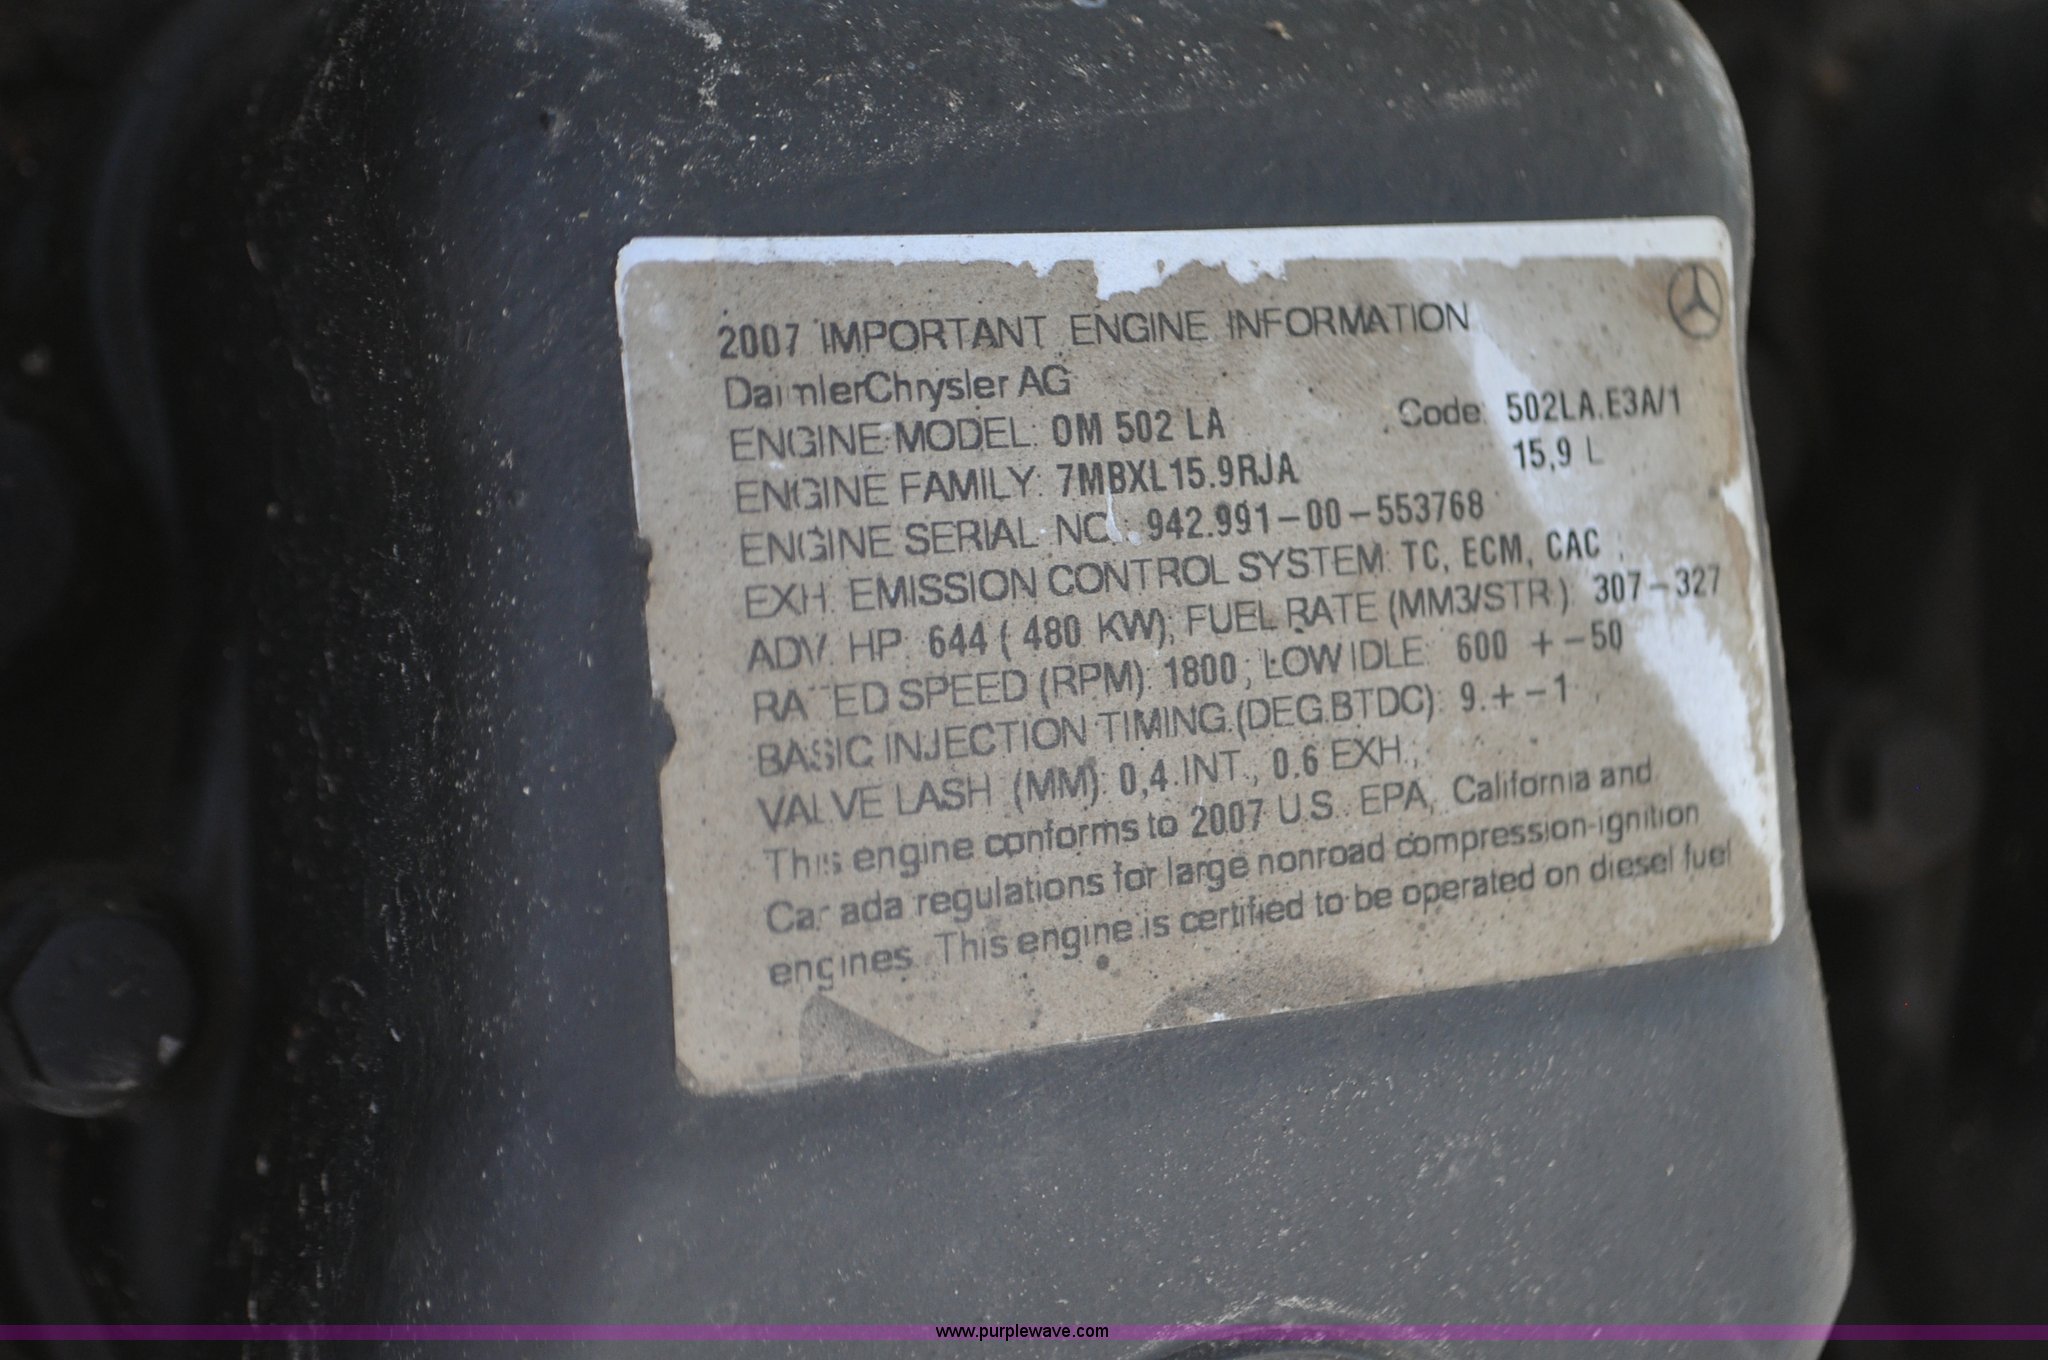 2007 IMPORTANT ENGINE INFORMATION
DaimlerChrysler AG
ENGINE MODEL: OM 502 LA Code: 502LA.E3A/1
ENGINE FAMILY: 7MBXL15.9RJA 15,9 L
ENGINE SERIAL NO.: 942.991-00-553768
EXH. EMISSION CONTROL SYSTEM: TC, ECM, CAC ;
ADV. HP: 644 ( 480 KW); FUEL RATE (MM3/STR.): 307-327
RATED SPEED (RPM): 1800 ; LOW IDLE: 600 +-50
BASIC INJECTION TIMING (DEG.BTDC): 9.+-1
VALVE LASH (MM): 0,4 INT., 0.6 EXH.;
This engine conforms to 2007 U.S. EPA, California and
Canada regulations for large nonroad compression-ignition
engines. This engine is certified to be operated on diesel fuel
www.purplewave.com